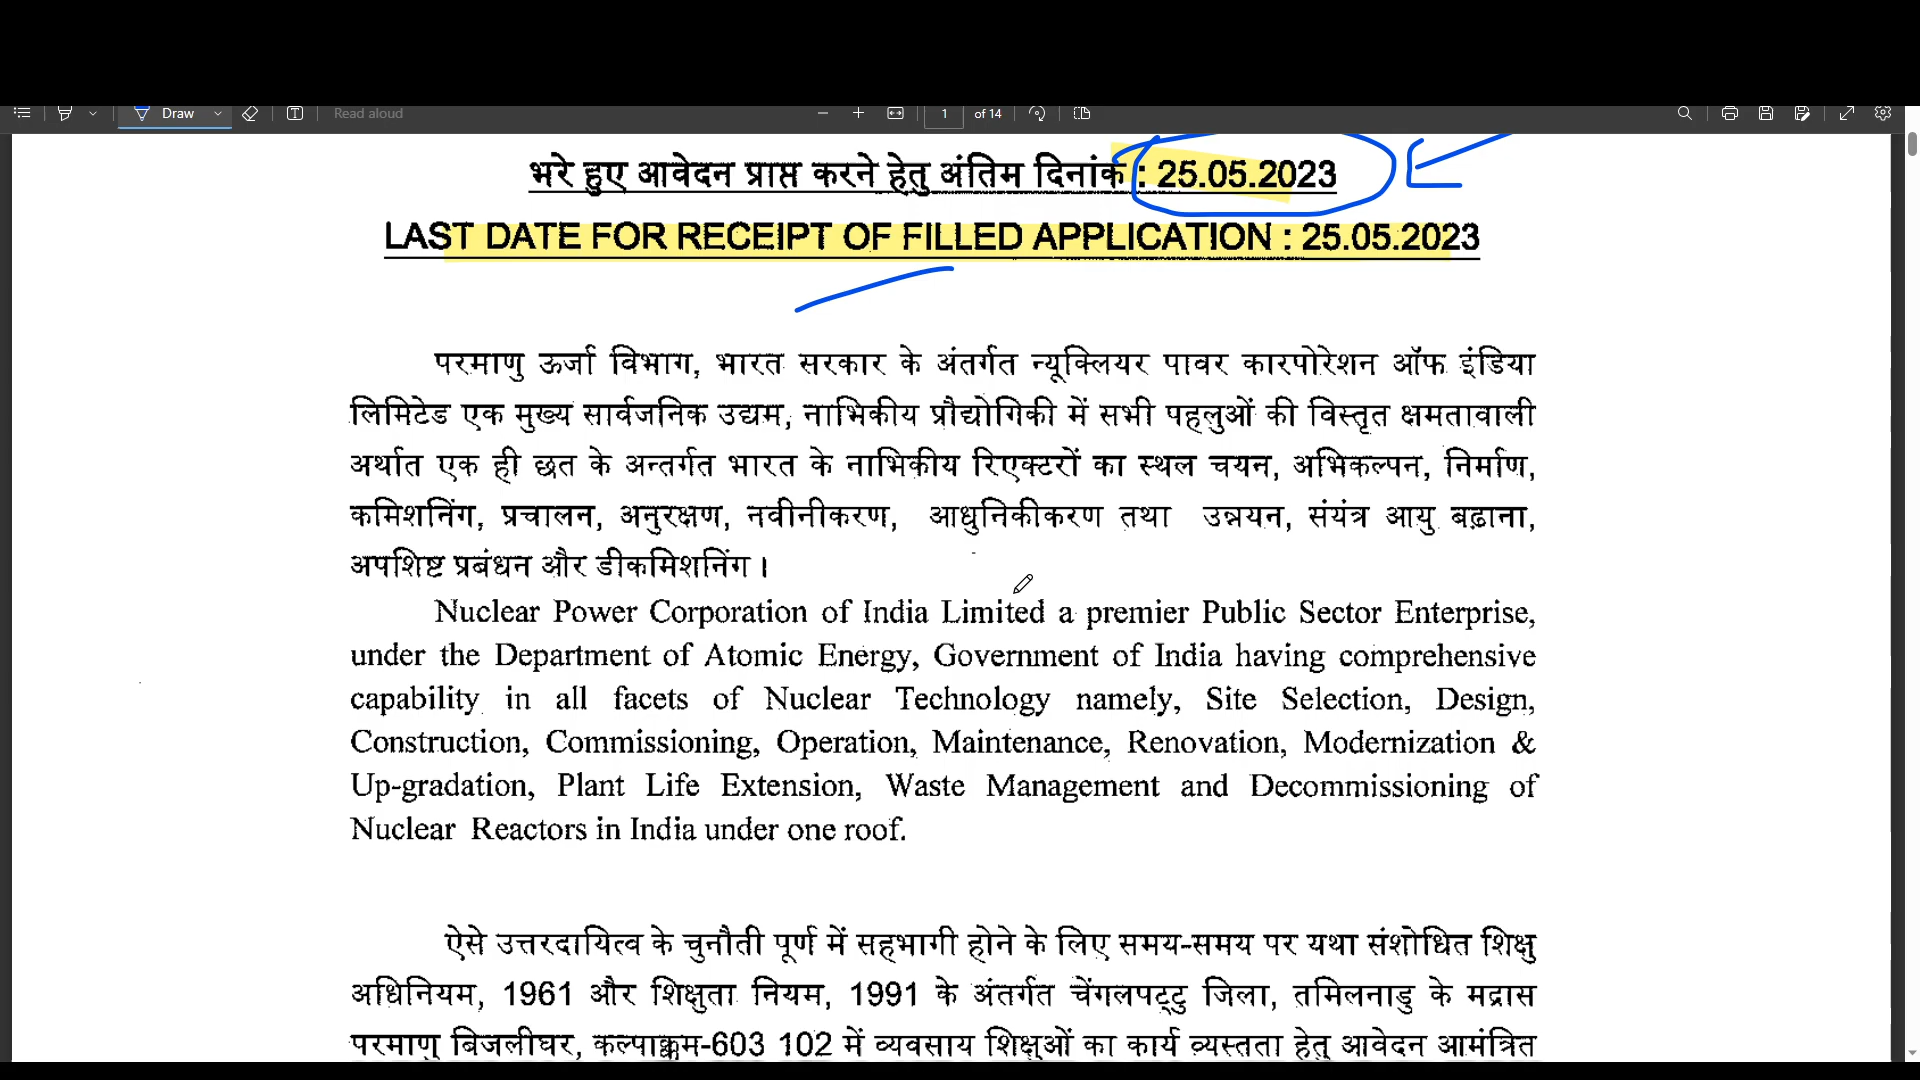 Draw
Read aloud
1 of 14
भरे हुए आवेदन प्राप्त करने हेतु अंतिम दिनांक : 25.05.2023
LAST DATE FOR RECEIPT OF FILLED APPLICATION : 25.05.2023
परमाणु ऊर्जा विभाग, भारत सरकार के अंतर्गत न्यूक्लियर पावर कारपोरेशन ऑफ इंडिया
लिमिटेड एक मुख्य सार्वजनिक उद्यम, नाभिकीय प्रौद्योगिकी में सभी पहलुओं की विस्तृत क्षमतावाली
अर्थात एक ही छत के अन्तर्गत भारत के नाभिकीय रिएक्टरों का स्थल चयन, अभिकल्पन, निर्माण,
कमिशनिंग, प्रचालन, अनुरक्षण, नवीनीकरण, आधुनिकीकरण तथा उन्नयन, संयंत्र आयु बढ़ाना,
अपशिष्ट प्रबंधन और डीकमिशनिंग।
Nuclear Power Corporation of India Limited a premier Public Sector Enterprise,
under the Department of Atomic Energy, Government of India having comprehensive
capability in all facets of Nuclear Technology namely, Site Selection, Design,
Construction, Commissioning, Operation, Maintenance, Renovation, Modernization &
Up-gradation, Plant Life Extension, Waste Management and Decommissioning of
Nuclear Reactors in India under one roof.
ऐसे उत्तरदायित्व के चुनौती पूर्ण में सहभागी होने के लिए समय-समय पर यथा संशोधित शिक्षु
अधिनियम, 1961 और शिक्षुता नियम, 1991 के अंतर्गत चेंगलपट्टु जिला, तमिलनाडु के मद्रास
परमाणु बिजलीघर, कल्पाक्कम-603 102 में व्यवसाय शिक्षुओं का कार्य व्यस्तता हेतु आवेदन आमंत्रित